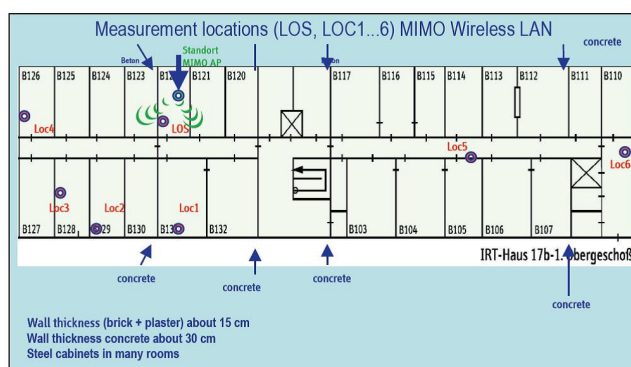 Measurement locations (LOS, LOC1...6) MIMO Wireless LAN
concrete
Beton
Standort
MIMO AP
B126 B125 B124 B123 B121 B120 B117 B116 B115 B114 B113 B112 B111 B110
Loc4 LOS Loc5 Loc6
Loc3 Loc2 Loc1
B127 B128 B130 B132 B103 B104 B105 B106 B107
IRT-Haus 17b-1.
concrete concrete concrete
concrete
concrete
Wall thickness (brick + plaster) about 15 cm
Wall thickness concrete about 30 cm
Steel cabinets in many rooms